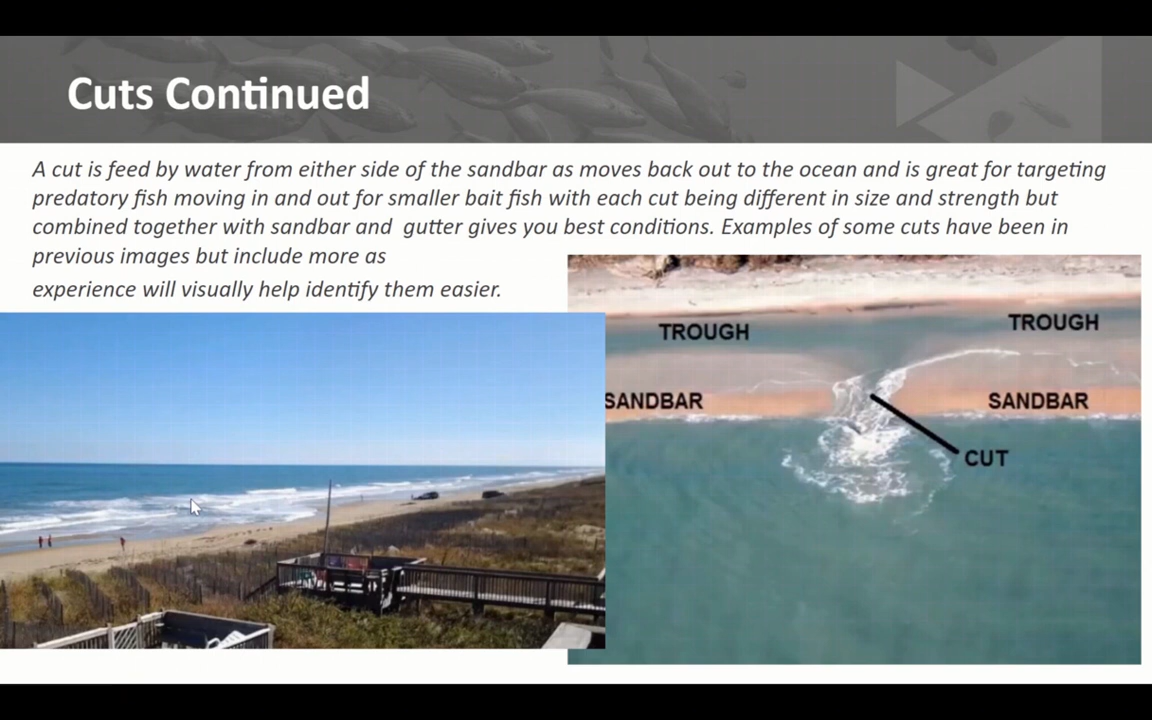 Cuts Continued
A cut is feed by water from either side of the sandbar as moves back out to the ocean and is great for targeting
predatory fish moving in and out for smaller bait fish with each cut being different in size and strength but
combined together with sandbar and  gutter gives you best conditions. Examples of some cuts have been in
previous images but include more as
experience will visually help identify them easier.
TROUGH
TROUGH
SANDBAR
SANDBAR
CUT